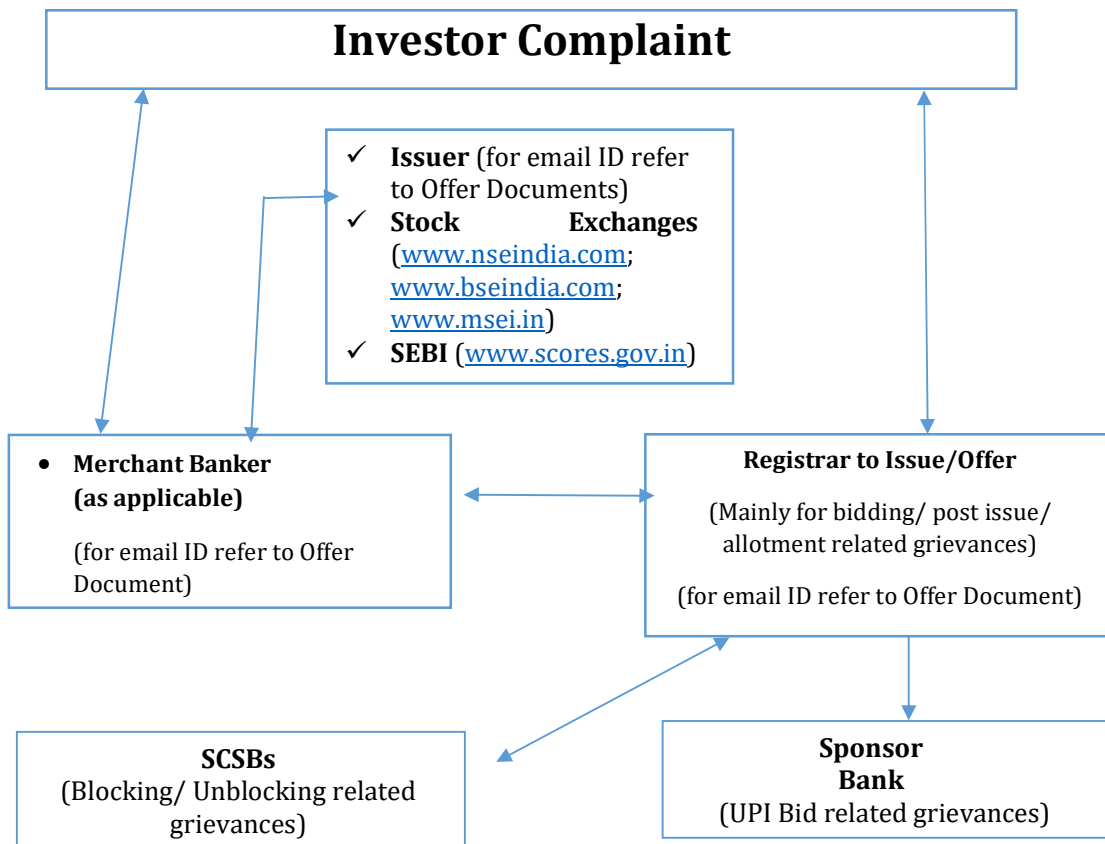 Investor Complaint
✓ Issuer (for email ID refer
to Offer Documents)
✓ Stock Exchanges
(www.nseindia.com;
www.bseindia.com;
www.msei.in)
✓ SEBI (www.scores.gov.in)
• Merchant Banker
(as applicable)
(for email ID refer to Offer
Document)
Registrar to Issue/Offer
(Mainly for bidding/ post issue/
allotment related grievances)
(for email ID refer to Offer Document)
SCSBs
(Blocking/ Unblocking related
grievances)
Sponsor
Bank
(UPI Bid related grievances)